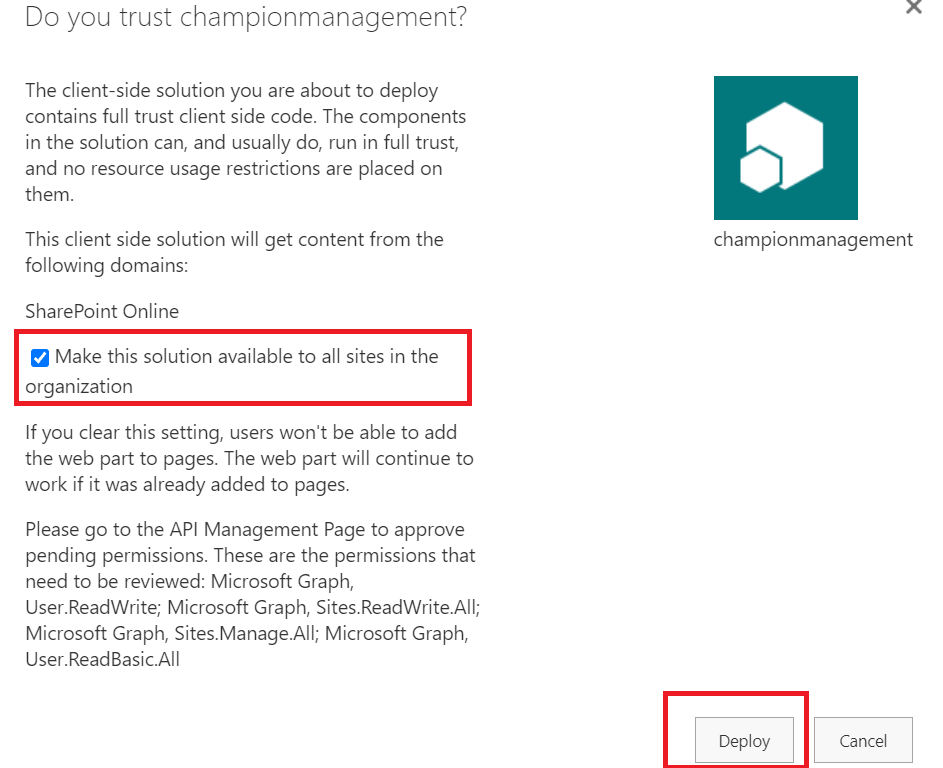 Do you trust championmanagement?
The client-side solution you are about to deploy
contains full trust client side code. The components
in the solution can, and usually do, run in full trust,
and no resource usage restrictions are placed on
them.
championmanagement
This client side solution will get content from the
following domains:
SharePoint Online
Make this solution available to all sites in the
organization
If you clear this setting, users won't be able to add
the web part to pages. The web part will continue to
work if it was already added to pages.
Please go to the API Management Page to approve
pending permissions. These are the permissions that
need to be reviewed: Microsoft Graph,
User.ReadWrite; Microsoft Graph, Sites.ReadWrite.All;
Microsoft Graph, Sites.Manage.All; Microsoft Graph,
User.ReadBasic.All
Deploy
Cancel